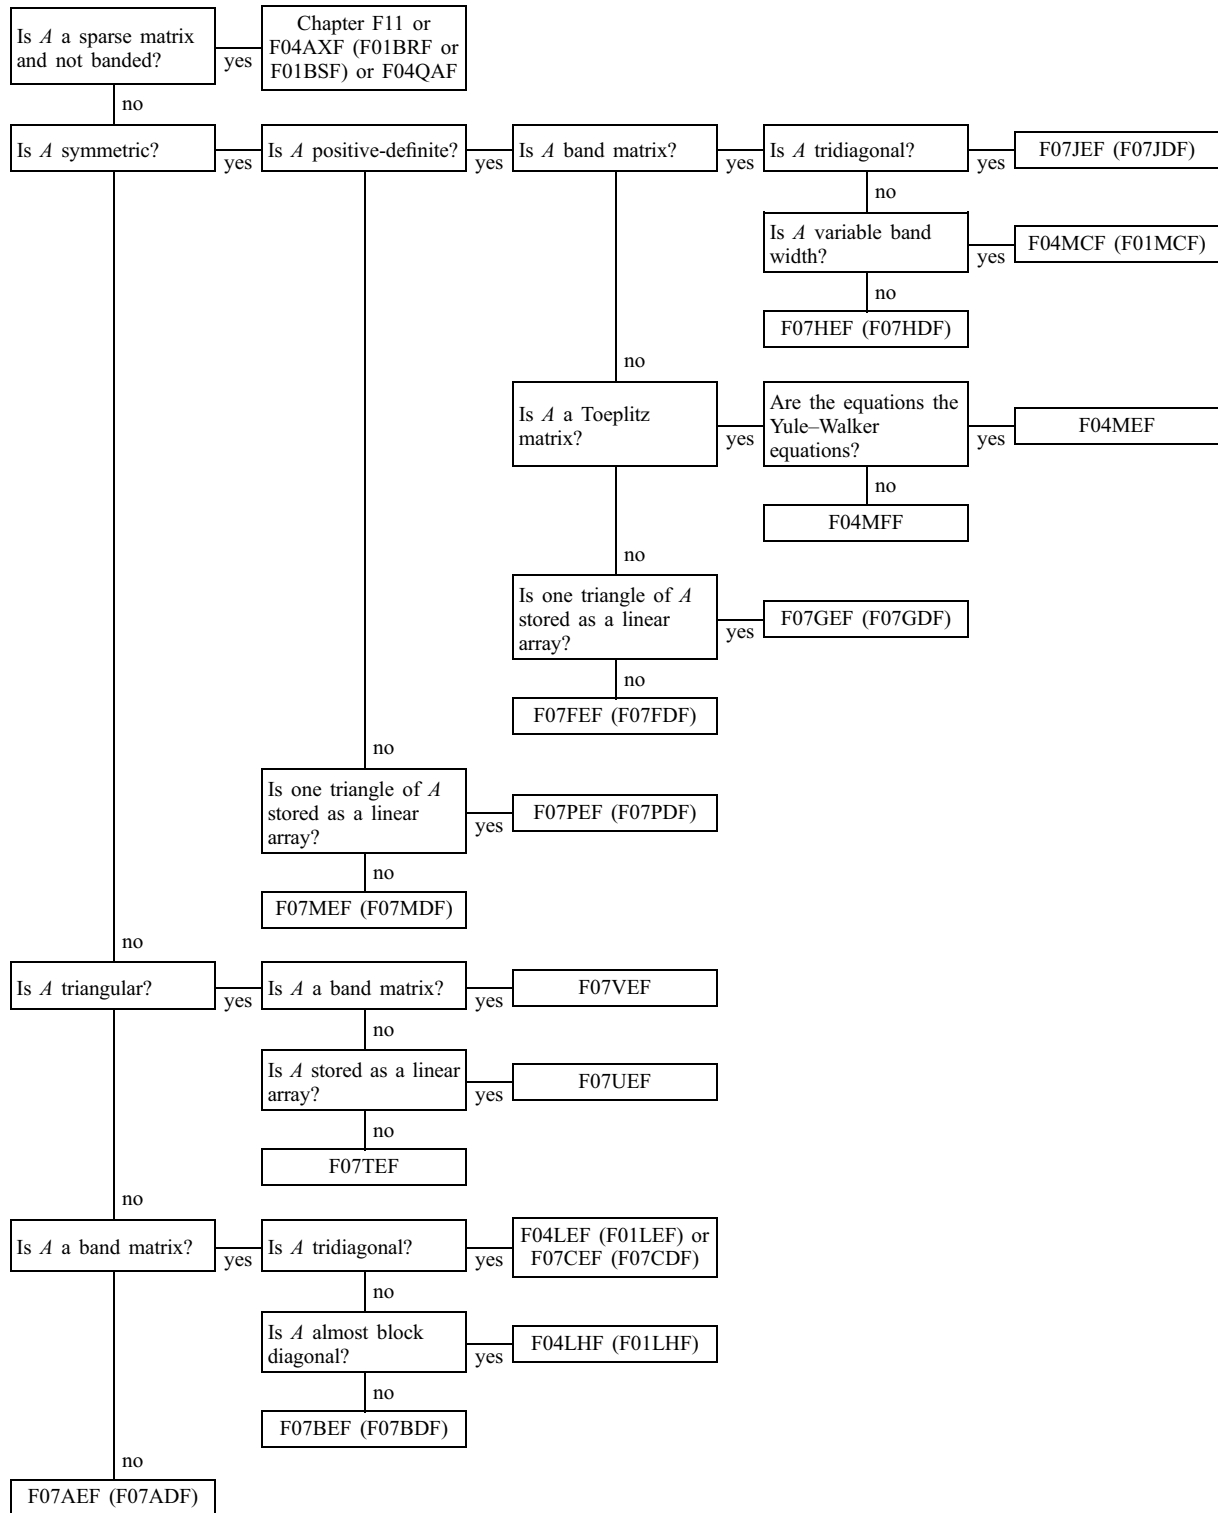 Is A a sparse matrix
and not banded?
yes
Chapter F11 or
F04AXF (F01BRF or
F01BSF) or F04QAF
no
Is A symmetric?
yes
Is A positive-definite?
yes
Is A band matrix?
yes
Is A tridiagonal?
yes
F07JEF (F07JDF)
no
Is A variable band
width?
yes
F04MCF (F01MCF)
no
F07HEF (F07HDF)
no
Is A a Toeplitz
matrix?
yes
Are the equations the
Yule–Walker
equations?
yes
F04MEF
no
F04MFF
no
Is one triangle of A
stored as a linear
array?
yes
F07GEF (F07GDF)
no
F07FEF (F07FDF)
no
Is one triangle of A
stored as a linear
array?
yes
F07PEF (F07PDF)
no
F07MEF (F07MDF)
no
Is A triangular?
yes
Is A a band matrix?
yes
F07VEF
no
Is A stored as a linear
array?
yes
F07UEF
no
F07TEF
no
Is A a band matrix?
yes
Is A tridiagonal?
yes
F04LEF (F01LEF) or
F07CEF (F07CDF)
no
Is A almost block
diagonal?
yes
F04LHF (F01LHF)
no
F07BEF (F07BDF)
no
F07AEF (F07ADF)